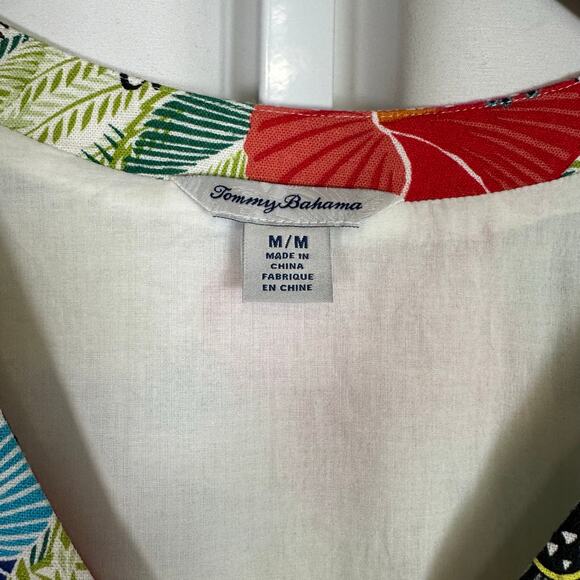 Tommy Bahama
M/M
MADE IN
CHINA
FABRIQUE
EN CHINE